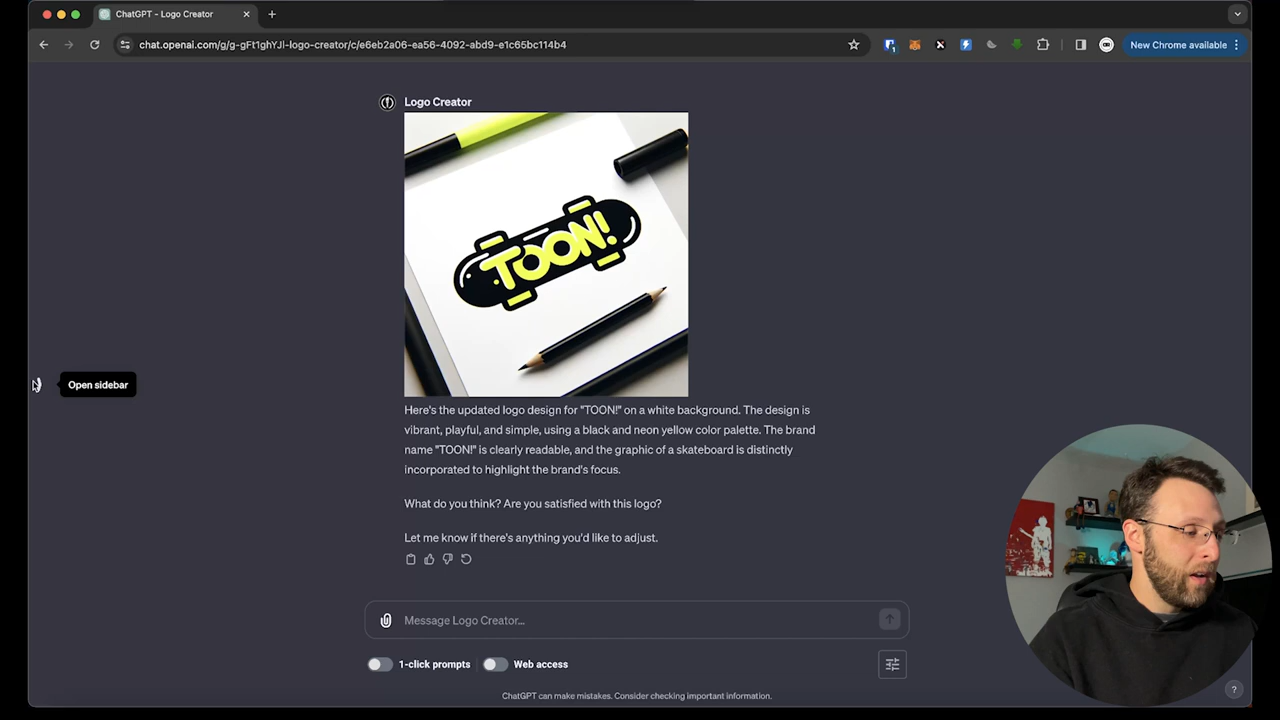 ChatGPT - Logo Creator
chat.openai.com/g/g-gFt1ghYJl-logo-creator/c/e6eb2a06-ea56-4092-abd9-e1c65bc114b4
1
New Chrome available
Logo Creator
TOON!
Open sidebar
Here's the updated logo design for "TOON!" on a white background. The design is
vibrant, playful, and simple, using a black and neon yellow color palette. The brand
name "TOON!" is clearly readable, and the graphic of a skateboard is distinctly
incorporated to highlight the brand's focus.
What do you think? Are you satisfied with this logo?
Let me know if there's anything you'd like to adjust.
Message Logo Creator...
1-click prompts
Web access
ChatGPT can make mistakes. Consider checking important information.
?